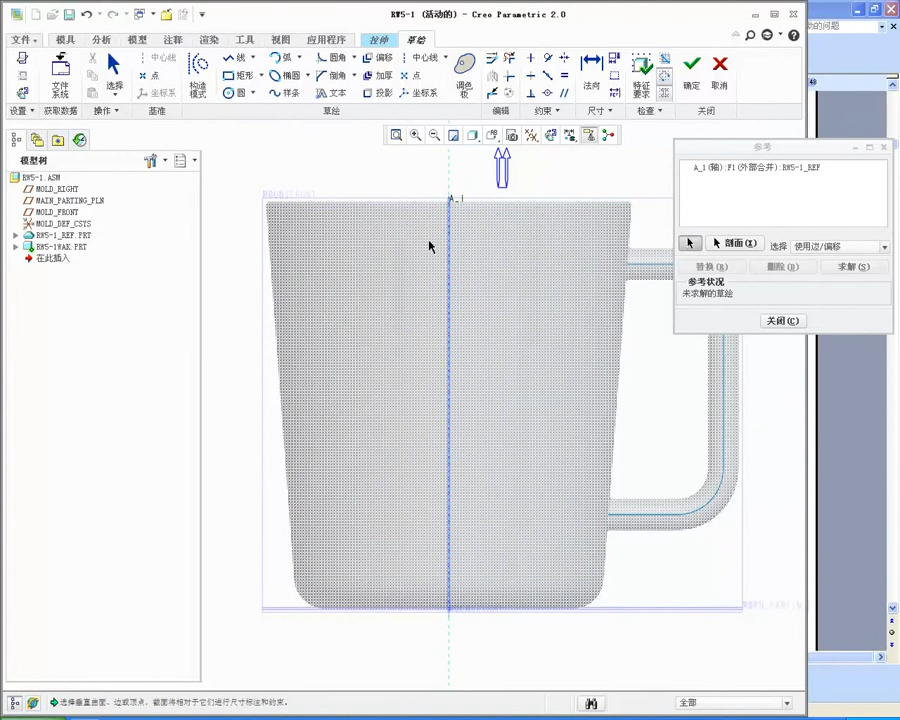 RW5-1 (活动的) - Creo Parametric 2.0
的问题
文件 模具 分析 模型 注释 渲染 工具 视图 应用程序 拉伸 草绘
文件系统 选择 中心线 点 坐标系 构造模式
线 弧 圆角 偏移 中心线
矩形 椭圆 倒角 加厚 点
圆 样条 文本 投影 坐标系
调色板 法向 特征要求 确定 取消
设置 获取数据 操作 基准 草绘 编辑 约束 尺寸 检查 关闭
模型树
RW5-1.ASM
MOLD_RIGHT
MAIN_PARTING_PLN
MOLD_FRONT
MOLD_DEF_CSYS
RW5-1_REF.PRT
RW5-1WAK.PRT
在此插入
A_1
参考
A_1(轴):F1(外部合并):RW5-1_REF
剖面(X) 选择 使用边/偏移
替换(R) 删除(D) 求解(S)
参考状况
未求解的草绘
关闭(C)
选择垂直曲面、边或顶点，截面将相对于它们进行尺寸标注和约束。
全部